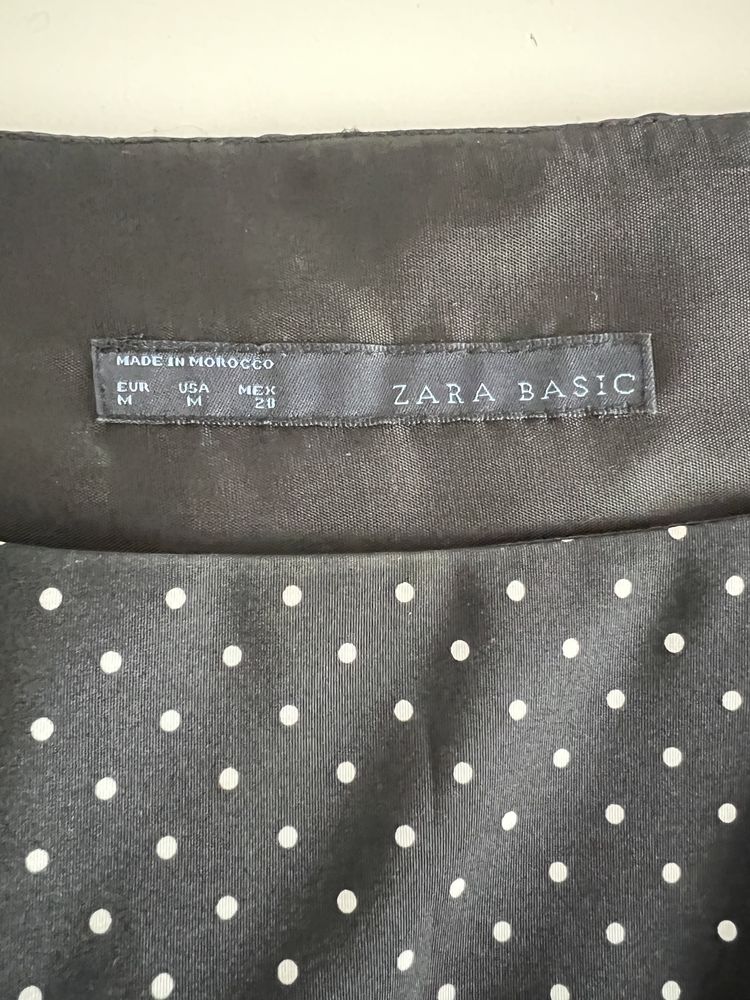 MADE IN MOROCCO
EUR USA MEX
M M 28
ZARA BASIC